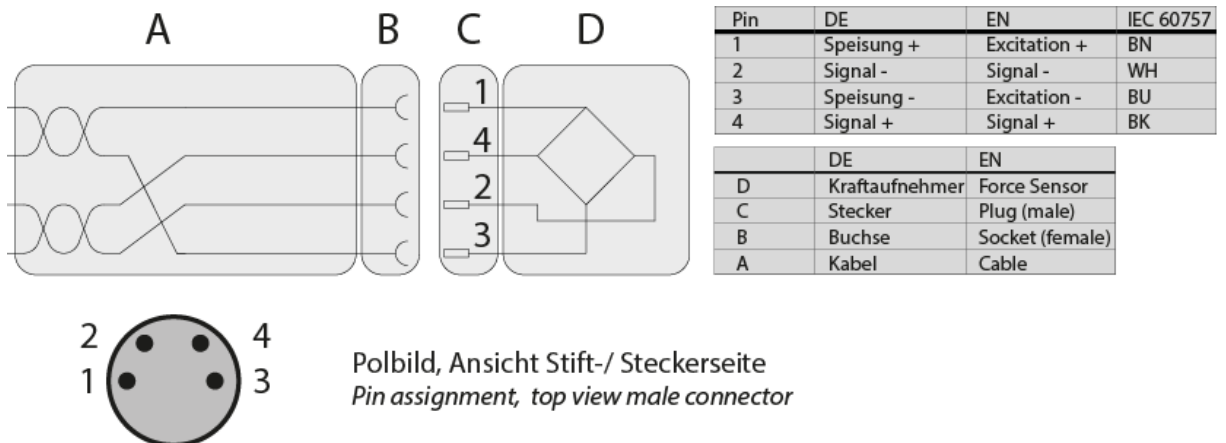 A B C D
1
4
2
3
Pin DE EN IEC 60757
1 Speisung + Excitation + BN
2 Signal - Signal - WH
3 Speisung - Excitation - BU
4 Signal + Signal + BK
DE EN
D Kraftaufnehmer Force Sensor
C Stecker Plug (male)
B Buchse Socket (female)
A Kabel Cable
2 4
1 3
Polbild, Ansicht Stift-/ Steckerseite
Pin assignment, top view male connector